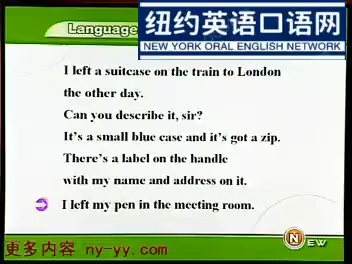 Language
纽约英语口语网
NEW YORK ORAL ENGLISH NETWORK
I left a suitcase on the train to London
the other day.
Can you describe it, sir?
It's a small blue case and it's got a zip.
There's a label on the handle
with my name and address on it.
I left my pen in the meeting room.
NEW
更多内容 ny-yy.com